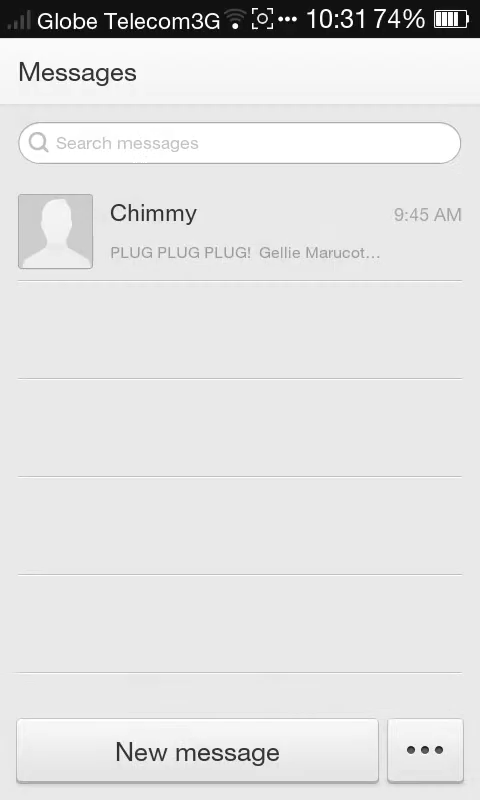 Globe Telecom3G ••• 10:31 74%
Messages
Search messages
Chimmy 9:45 AM
PLUG PLUG PLUG! Gellie Marucot...
New message